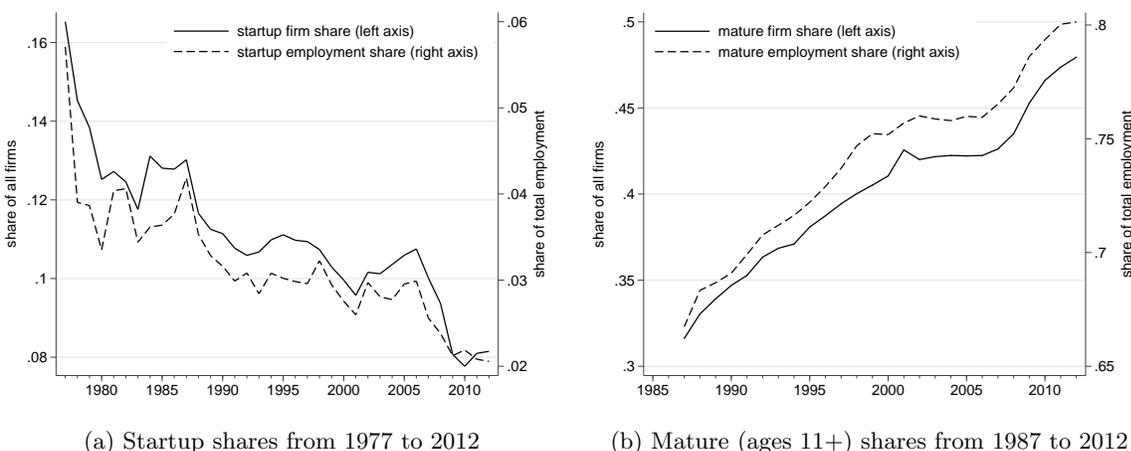 startup firm share (left axis)
startup employment share (right axis)
.16
.14
.12
.1
.08
share of all firms
.06
.05
.04
.03
.02
share of total employment
1980 1985 1990 1995 2000 2005 2010
(a) Startup shares from 1977 to 2012
mature firm share (left axis)
mature employment share (right axis)
.5
.45
.4
.35
.3
share of all firms
.8
.75
.7
.65
share of total employment
1985 1990 1995 2000 2005 2010
(b) Mature (ages 11+) shares from 1987 to 2012